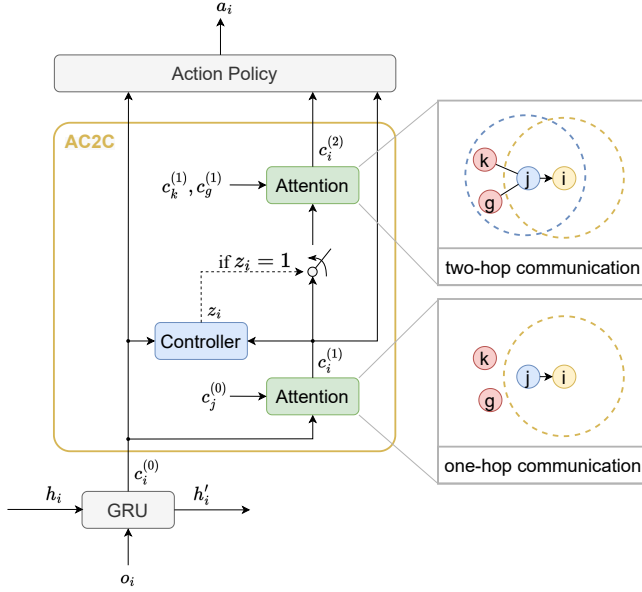 a_i
Action Policy
AC2C
c_i^{(2)}
c_k^{(1)}, c_g^{(1)}
Attention
k
j
i
g
two-hop communication
if z_i = 1
z_i
Controller
c_i^{(1)}
c_j^{(0)}
Attention
k
j
i
g
one-hop communication
c_i^{(0)}
h_i
GRU
h'_i
o_i